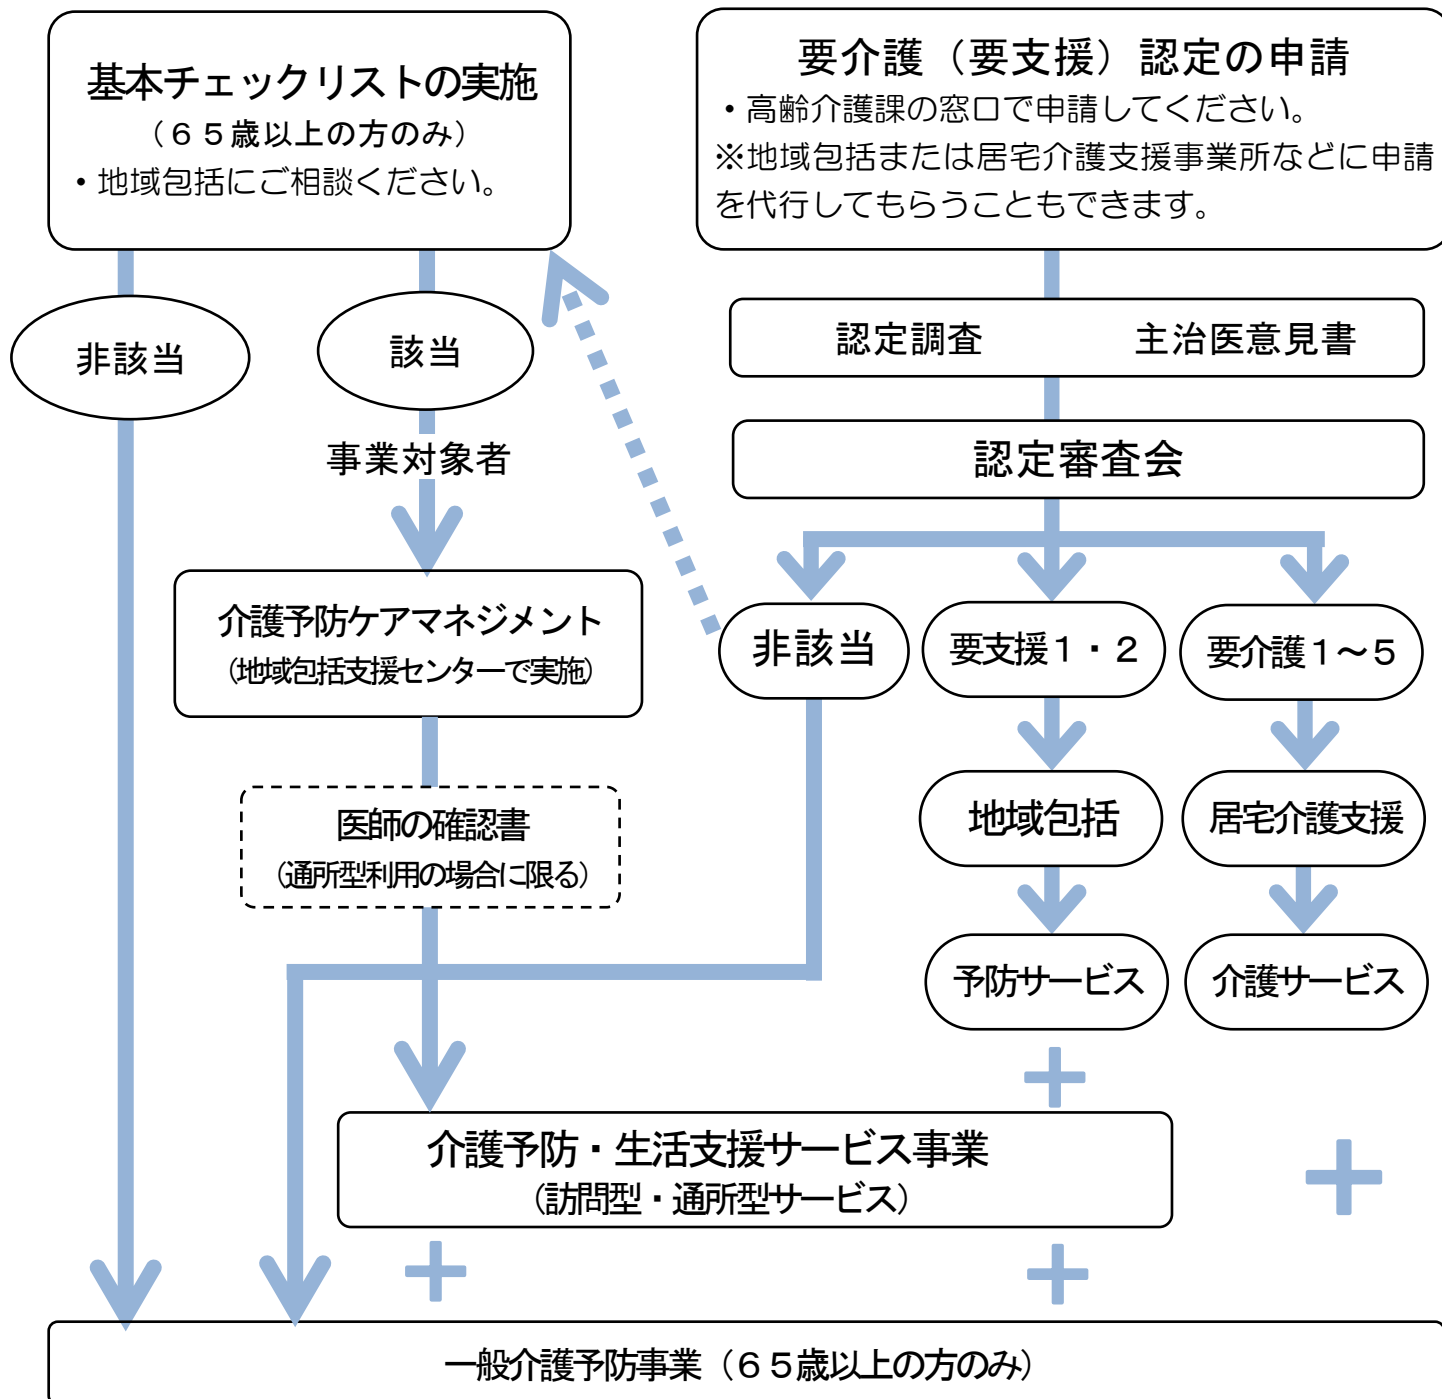 基本チェックリストの実施
（６５歳以上の方のみ）
・地域包括にご相談ください。
要介護（要支援）認定の申請
・高齢介護課の窓口で申請してください。
※地域包括または居宅介護支援事業所などに申請
を代行してもらうこともできます。
非該当
該当
事業対象者
認定調査　主治医意見書
認定審査会
介護予防ケアマネジメント
（地域包括支援センターで実施）
非該当
要支援１・２
要介護１～５
医師の確認書
（通所型利用の場合に限る）
地域包括
居宅介護支援
予防サービス
介護サービス
介護予防・生活支援サービス事業
（訪問型・通所型サービス）
一般介護予防事業（６５歳以上の方のみ）